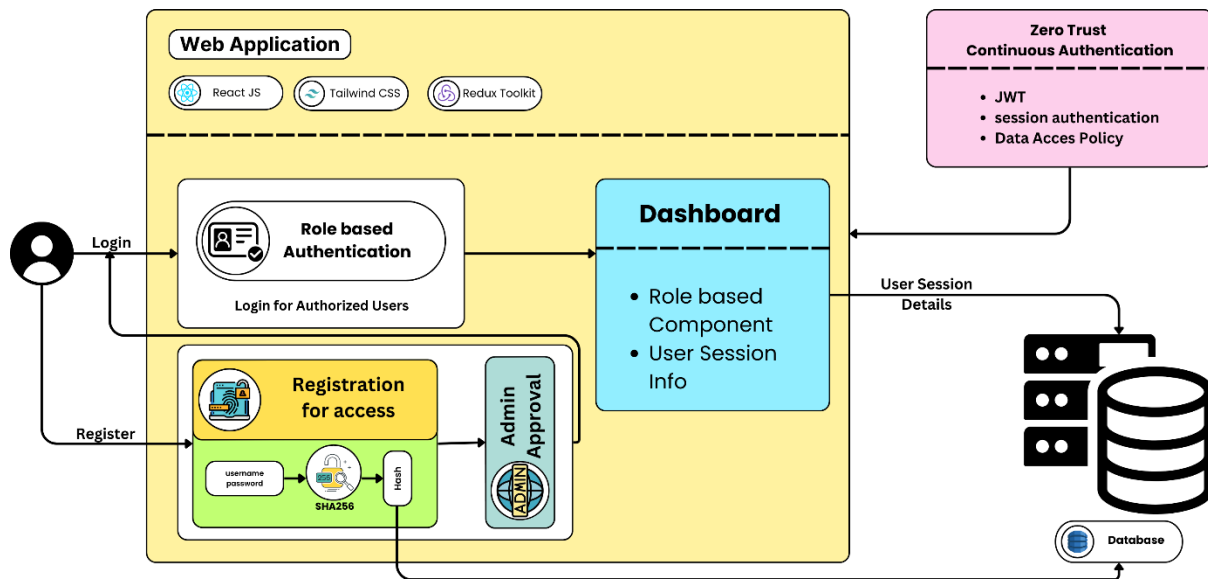 Web Application
React JS
Tailwind CSS
Redux Toolkit
Zero Trust
Continuous Authentication
JWT
session authentication
Data Acces Policy
Login
Role based
Authentication
Login for Authorized Users
Dashboard
Role based
Component
User Session
Info
User Session
Details
Register
Registration
for access
username
password
256
SHA256
Hash
Admin
Approval
ADMIN
Database